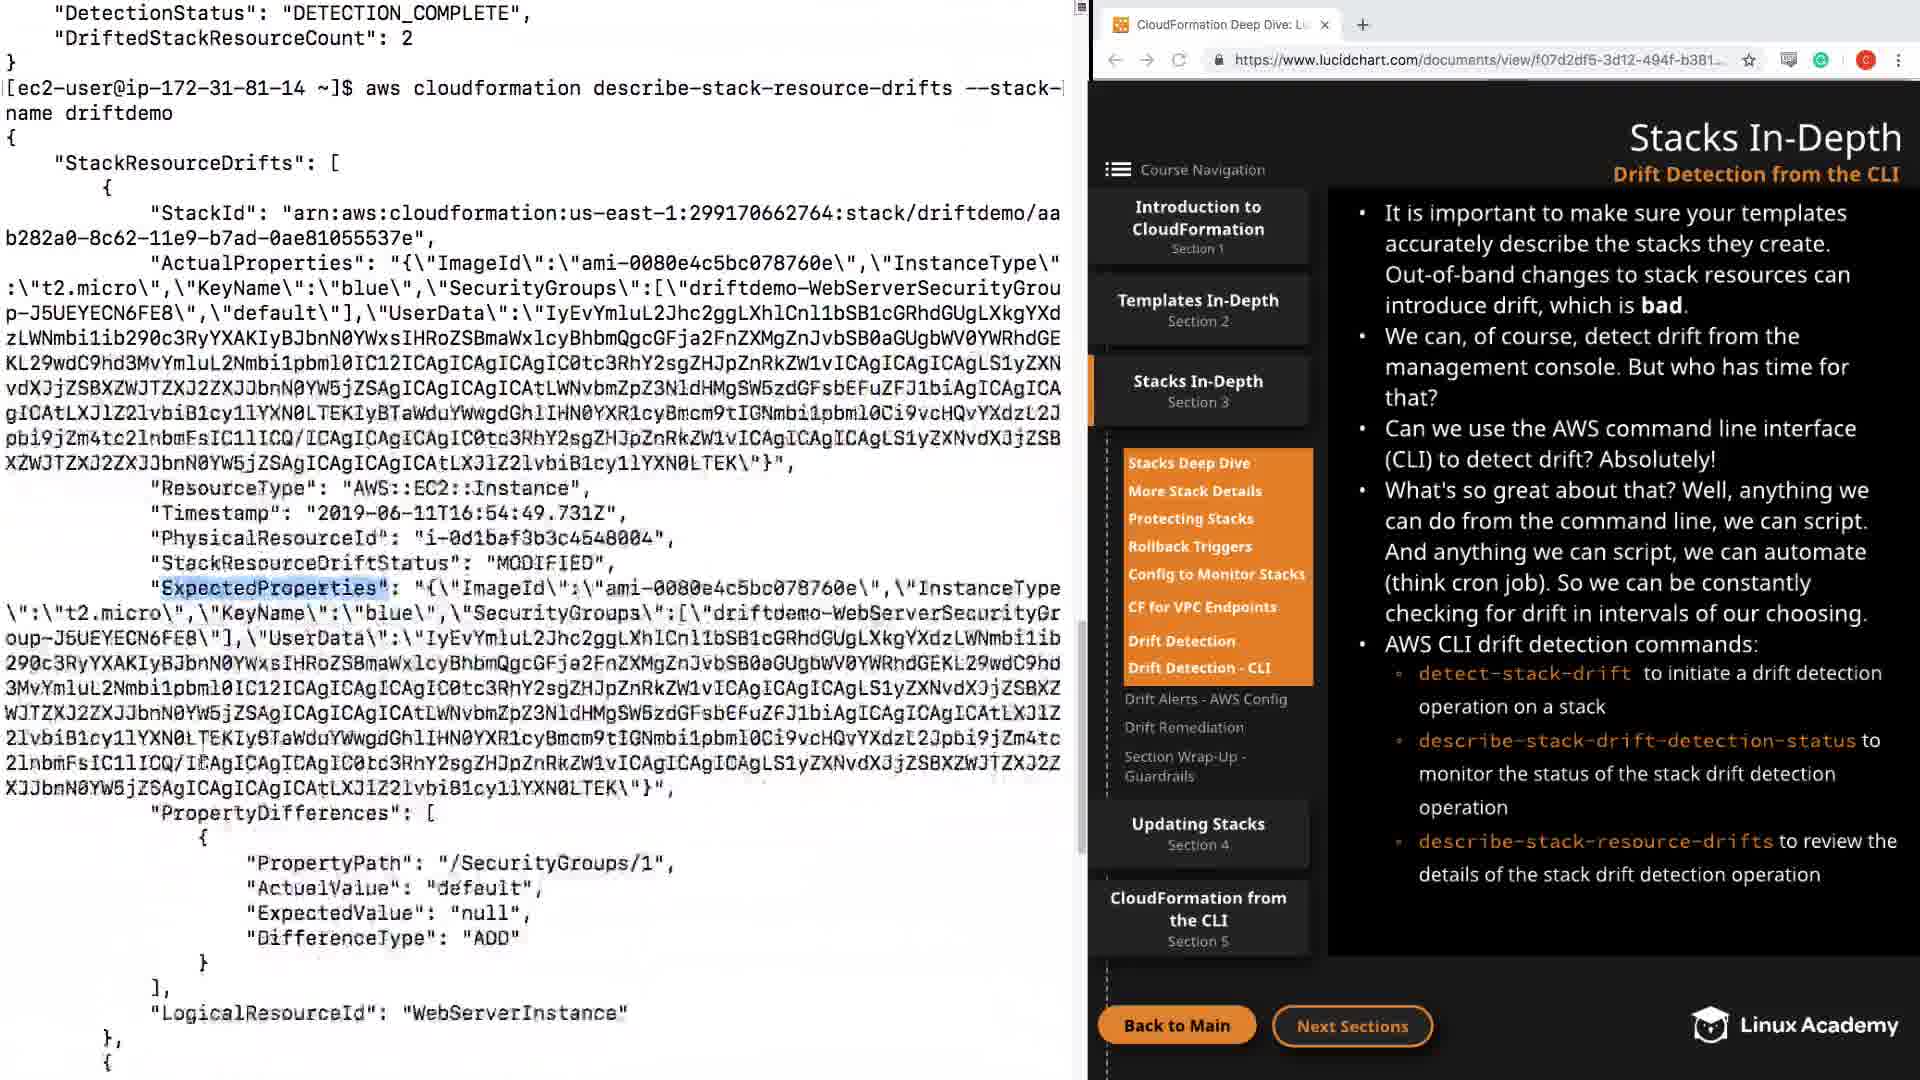 "DetectionStatus": "DETECTION_COMPLETE",
"DriftedStackResourceCount": 2
}
[ec2-user@ip-172-31-81-14 ~]$ aws cloudformation describe-stack-resource-drifts --stack-
name driftdemo
{
"StackResourceDrifts": [
{
"StackId": "arn:aws:cloudformation:us-east-1:299170662764:stack/driftdemo/aa
b282a0-8c62-11e9-b7ad-0ae81055537e",
"ActualProperties": "{\"ImageId\":\"ami-0080e4c5bc078760e\",\"InstanceType\"
:\"t2.micro\",\"KeyName\":\"blue\",\"SecurityGroups\":[\"driftdemo-WebServerSecurityGrou
p-J5UEYECN6FE8\",\"default\"],\"UserData\":
"ResourceType": "AWS::EC2::Instance",
"Timestamp": "2019-06-11T16:54:49.731Z",
"PhysicalResourceId": "i-0d1baf3b3c4548004",
"StackResourceDriftStatus": "MODIFIED",
"ExpectedProperties": "{\"ImageId\":\"ami-0080e4c5bc078760e\",\"InstanceType
\":\"t2.micro\",\"KeyName\":\"blue\",\"SecurityGroups\":[\"driftdemo-WebServerSecurityGr
oup-J5UEYECN6FE8\"],\"UserData\":
"PropertyDifferences": [
{
"PropertyPath": "/SecurityGroups/1",
"ActualValue": "default",
"ExpectedValue": "null",
"DifferenceType": "ADD"
}
],
"LogicalResourceId": "WebServerInstance"
},
{
CloudFormation Deep Dive: Lu
https://www.lucidchart.com/documents/view/f07d2df5-3d12-494f-b381...
C
Stacks In-Depth
Drift Detection from the CLI
Course Navigation
Introduction to
CloudFormation
Section 1
Templates In-Depth
Section 2
Stacks In-Depth
Section 3
Stacks Deep Dive
More Stack Details
Protecting Stacks
Rollback Triggers
Config to Monitor Stacks
CF for VPC Endpoints
Drift Detection
Drift Detection - CLI
Drift Alerts - AWS Config
Drift Remediation
Section Wrap-Up -
Guardrails
Updating Stacks
Section 4
CloudFormation from
the CLI
Section 5
Back to Main
Next Sections
• It is important to make sure your templates
accurately describe the stacks they create.
Out-of-band changes to stack resources can
introduce drift, which is bad.
• We can, of course, detect drift from the
management console. But who has time for
that?
• Can we use the AWS command line interface
(CLI) to detect drift? Absolutely!
• What's so great about that? Well, anything we
can do from the command line, we can script.
And anything we can script, we can automate
(think cron job). So we can be constantly
checking for drift in intervals of our choosing.
• AWS CLI drift detection commands:
◦ detect-stack-drift to initiate a drift detection
operation on a stack
◦ describe-stack-drift-detection-status to
monitor the status of the stack drift detection
operation
◦ describe-stack-resource-drifts to review the
details of the stack drift detection operation
Linux Academy